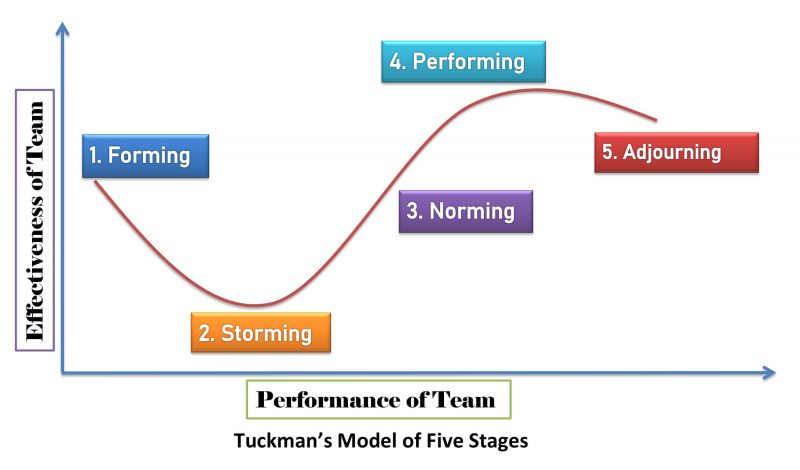 4. Performing
Effectiveness of Team
1. Forming
5. Adjourning
3. Norming
2. Storming
Performance of Team
Tuckman's Model of Five Stages